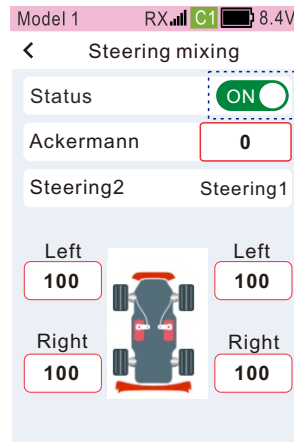 Model 1 RX C1 8.4V
Steering mixing
Status ON
Ackermann 0
Steering2 Steering1
Left Left
100 100
Right Right
100 100